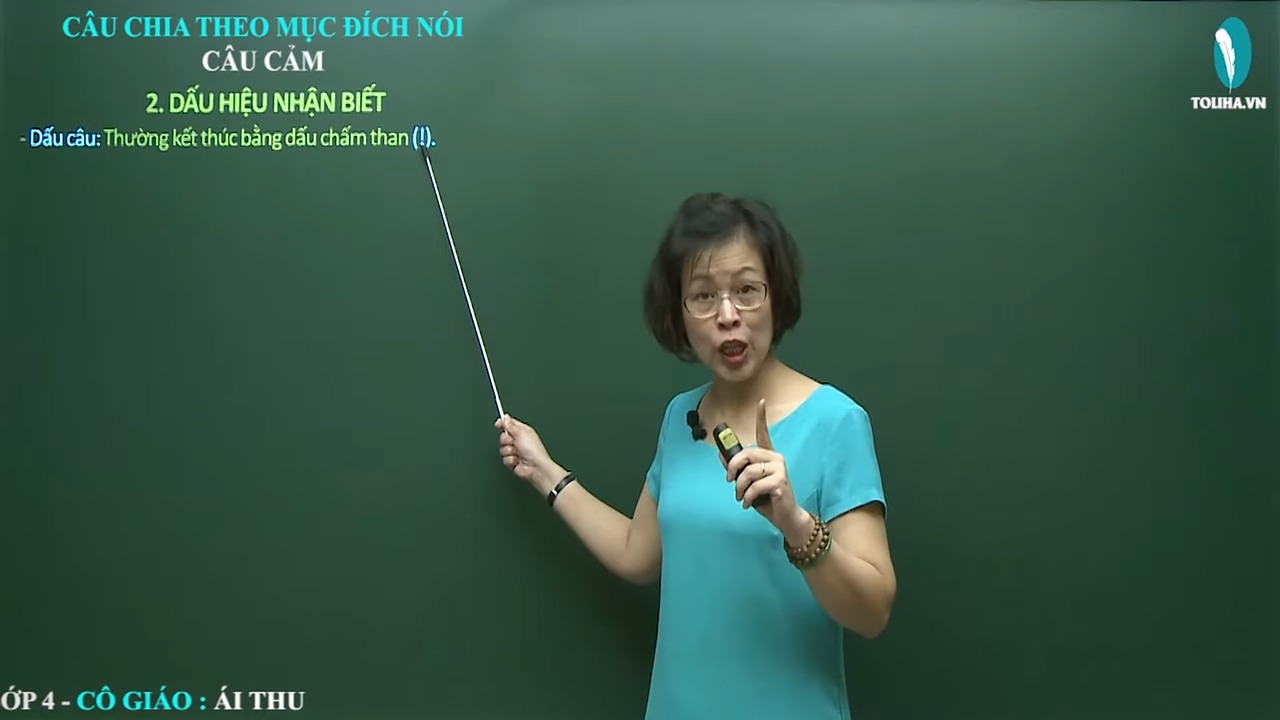 CÂU CHIA THEO MỤC ĐÍCH NÓI
CÂU CẢM
2. DẤU HIỆU NHẬN BIẾT
- Dấu câu: Thường kết thúc bằng dấu chấm than (!).
TOLIHA.VN
ỚP 4 - CÔ GIÁO : ÁI THU